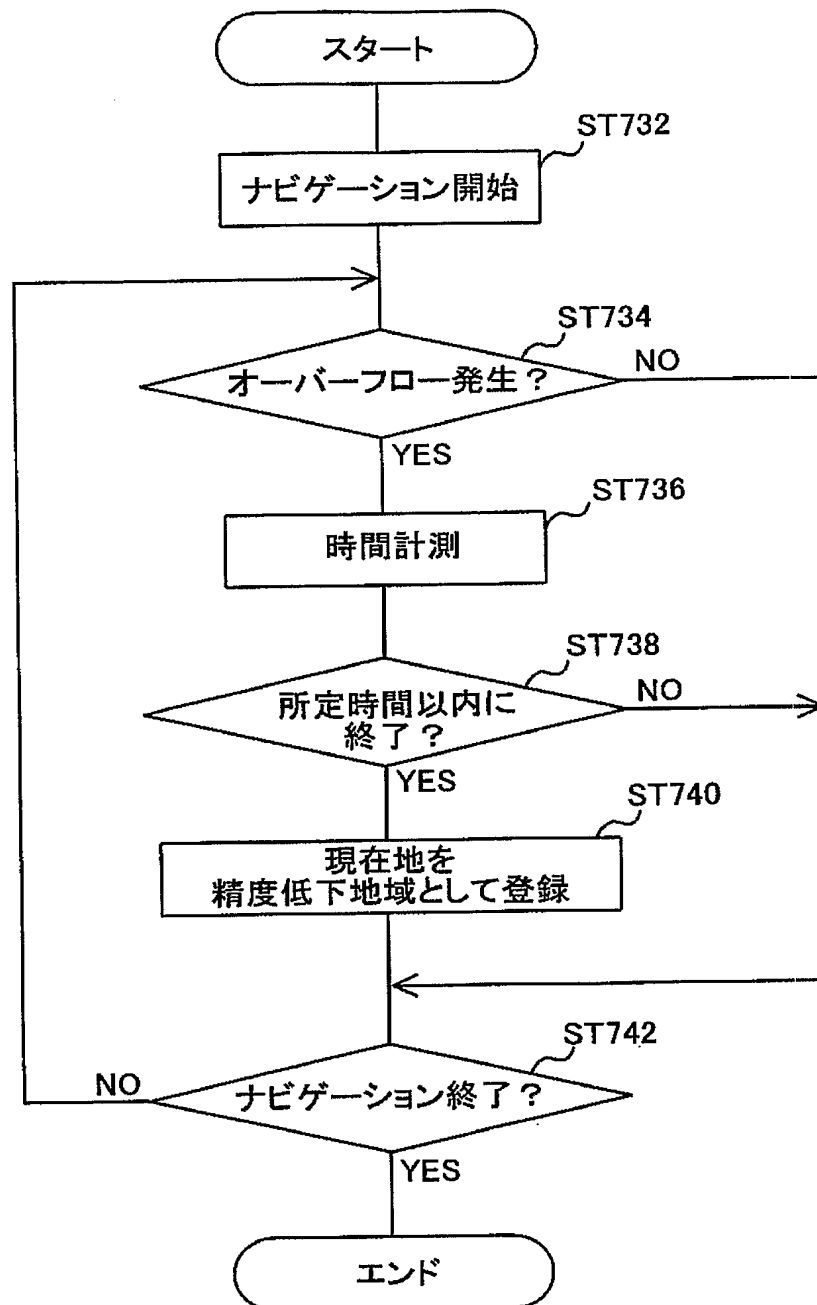 スタート
ST732
ナビゲーション開始
ST734
オーバーフロー発生？
NO
YES
ST736
時間計測
ST738
所定時間以内に
終了？
NO
YES
ST740
現在地を
精度低下地域として登録
ST742
ナビゲーション終了？
NO
YES
エンド